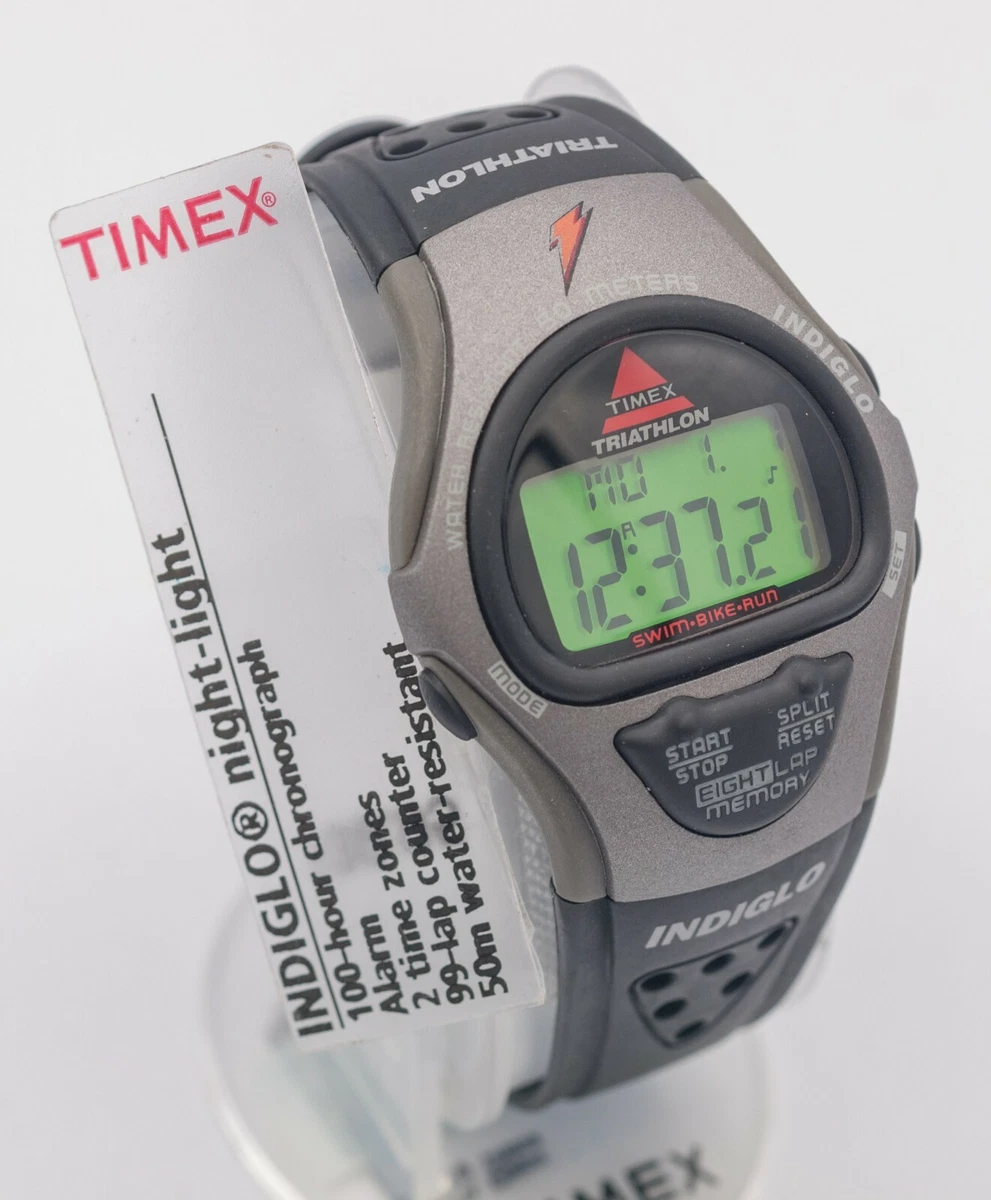 TIMEX®
INDIGLO® night-light
100-hour chronograph
Alarm
2 time zones
99-lap counter
50m water-resistant
TRIATHLON
WATER RESISTANT 50 METERS
INDIGLO
TIMEX
TRIATHLON
MO 1.
A 12:37.21
SWIM•BIKE•RUN
SET
MODE
START
STOP
SPLIT
RESET
EIGHT LAP
MEMORY
INDIGLO